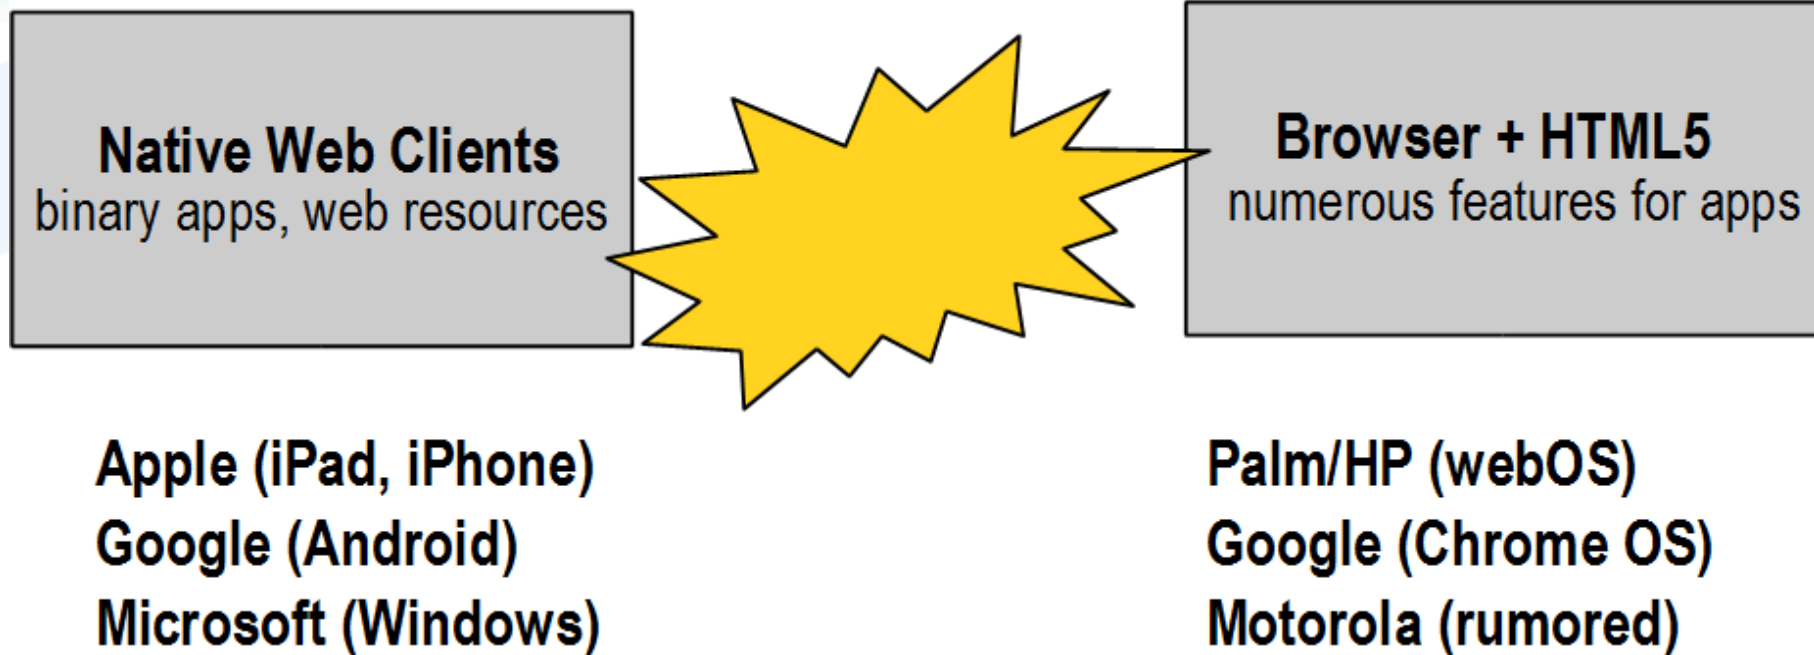 Native Web Clients
binary apps, web resources
Browser + HTML5
numerous features for apps
Apple (iPad, iPhone)
Google (Android)
Microsoft (Windows)
Palm/HP (webOS)
Google (Chrome OS)
Motorola (rumored)